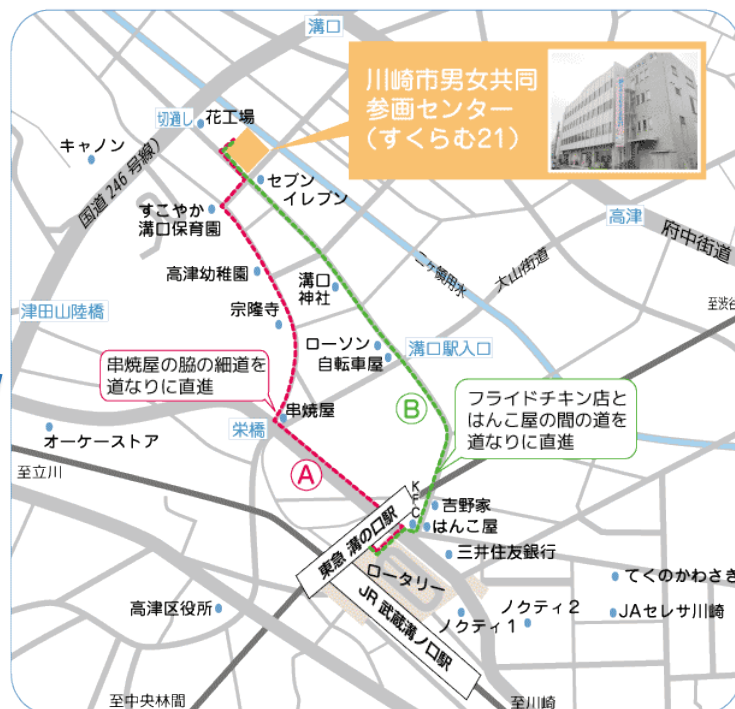 溝口
川崎市男女共同
参画センター
(すくらむ21)
切通し
花工場
キャノン
国道 246 号線)
セブン
イレブン
すこやか
溝口保育園
高津
府中街道
二ヶ領用水
大山街道
至渋谷
高津幼稚園
溝口
神社
宗隆寺
津田山陸橋
ローソン
自転車屋
溝口駅入口
串焼屋の脇の細道を
道なりに直進
B
フライドチキン店と
はんこ屋の間の道を
道なりに直進
串焼屋
栄橋
オーケーストア
至立川
A
KFC
吉野家
はんこ屋
東急 溝の口駅
三井住友銀行
ロータリー
てくのかわさき
JR 武蔵溝ノ口駅
高津区役所
ノクティ1
ノクティ2
JAセレサ川崎
至中央林間
至川崎